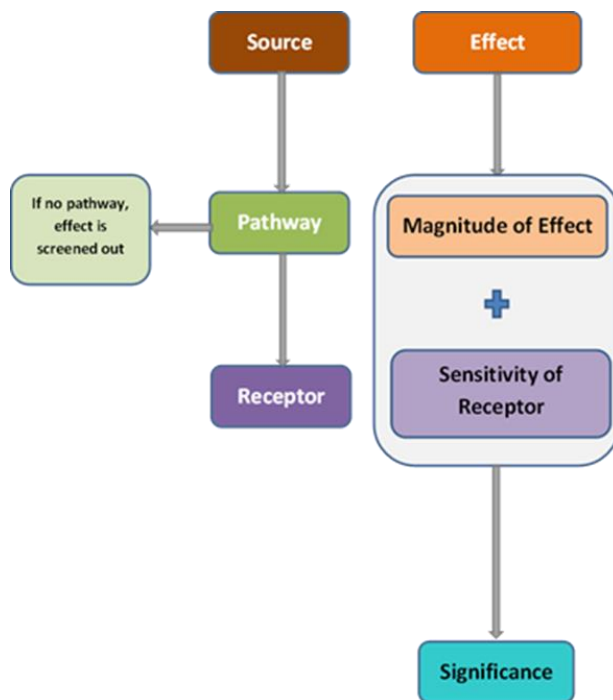 Source
Effect
If no pathway,
effect is
screened out
Pathway
Magnitude of Effect
Receptor
Sensitivity of
Receptor
Significance